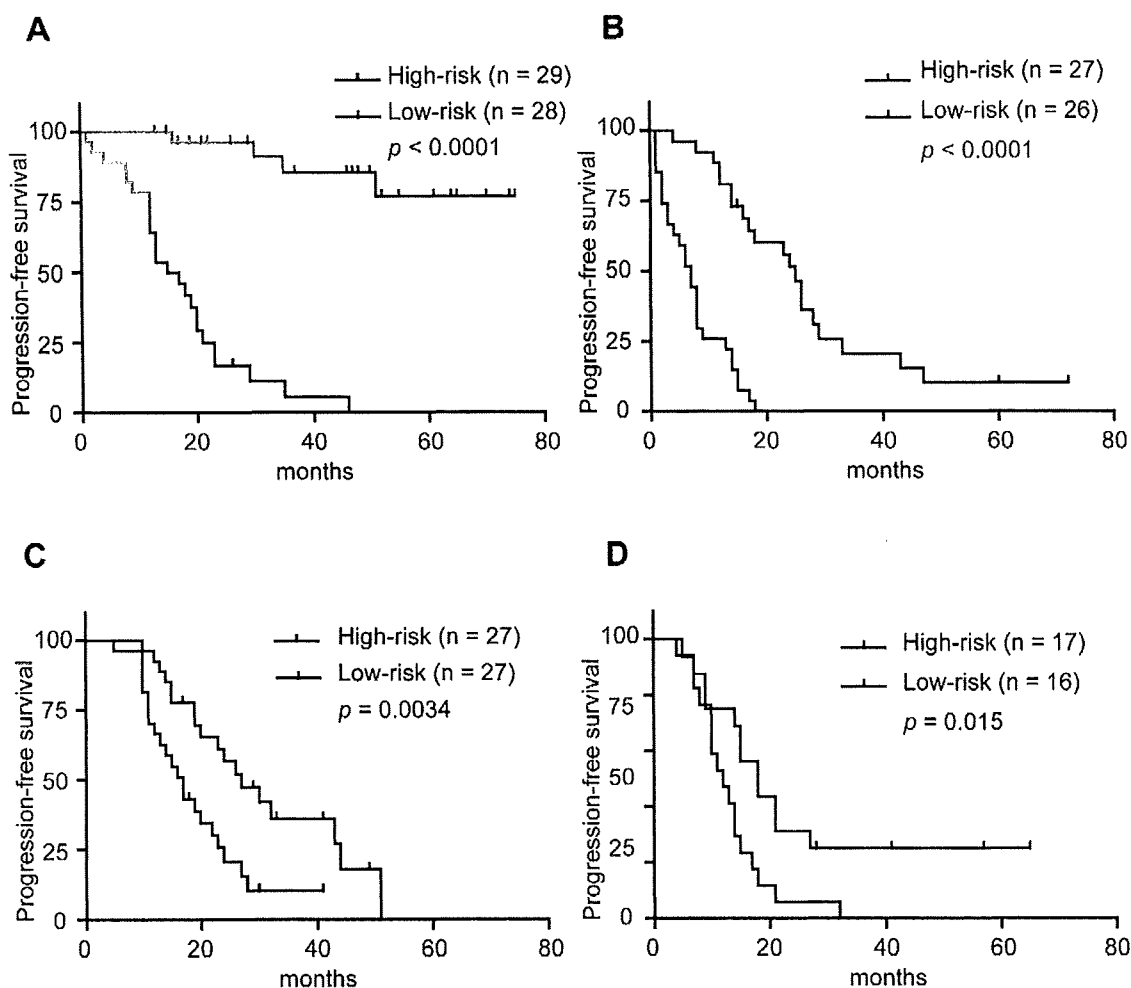 A
High-risk (n = 29)
Low-risk (n = 28)
p < 0.0001
Progression-free survival
100
75
50
25
0
0 20 40 60 80
months
B
High-risk (n = 27)
Low-risk (n = 26)
p < 0.0001
Progression-free survival
100
75
50
25
0
0 20 40 60 80
months
C
High-risk (n = 27)
Low-risk (n = 27)
p = 0.0034
Progression-free survival
100
75
50
25
0
0 20 40 60 80
months
D
High-risk (n = 17)
Low-risk (n = 16)
p = 0.015
Progression-free survival
100
75
50
25
0
0 20 40 60 80
months